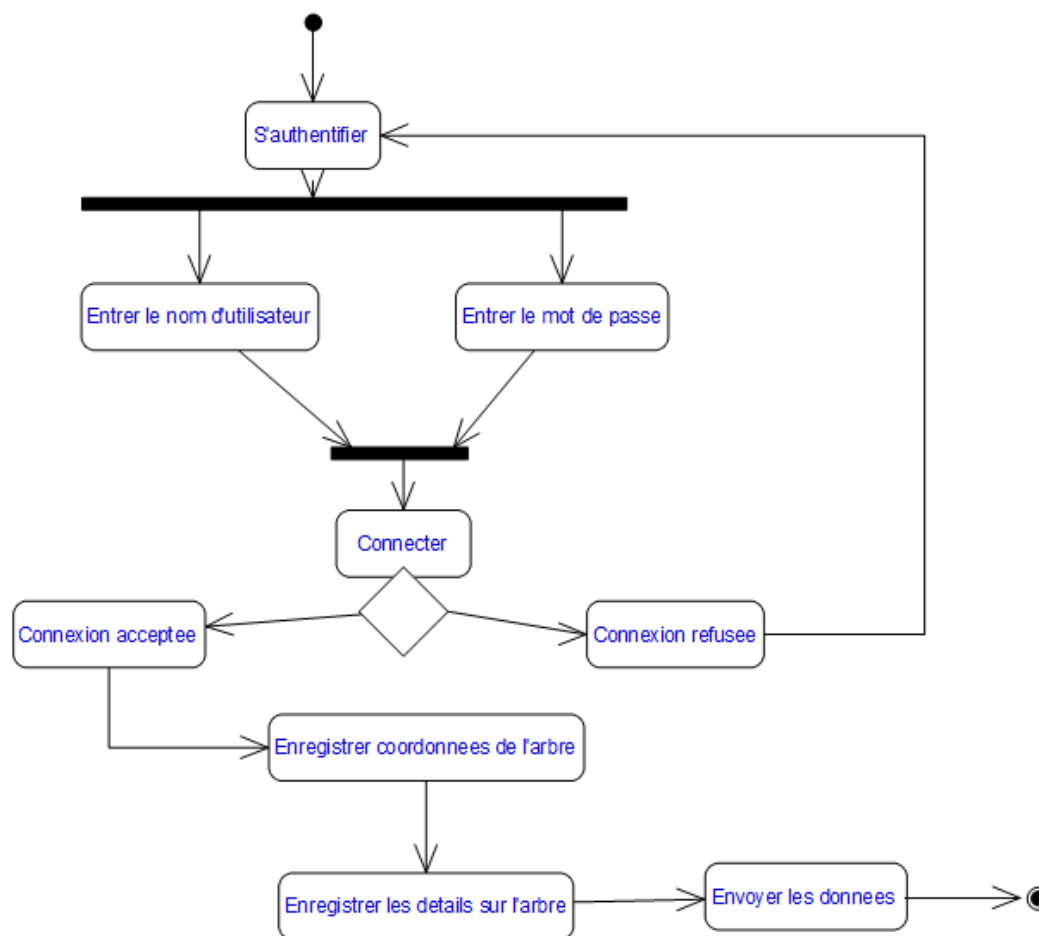 S'authentifier
Entrer le nom d'utilisateur
Entrer le mot de passe
Connecter
Connexion acceptee
Connexion refusee
Enregistrer coordonnees de l'arbre
Enregistrer les details sur l'arbre
Envoyer les donnees